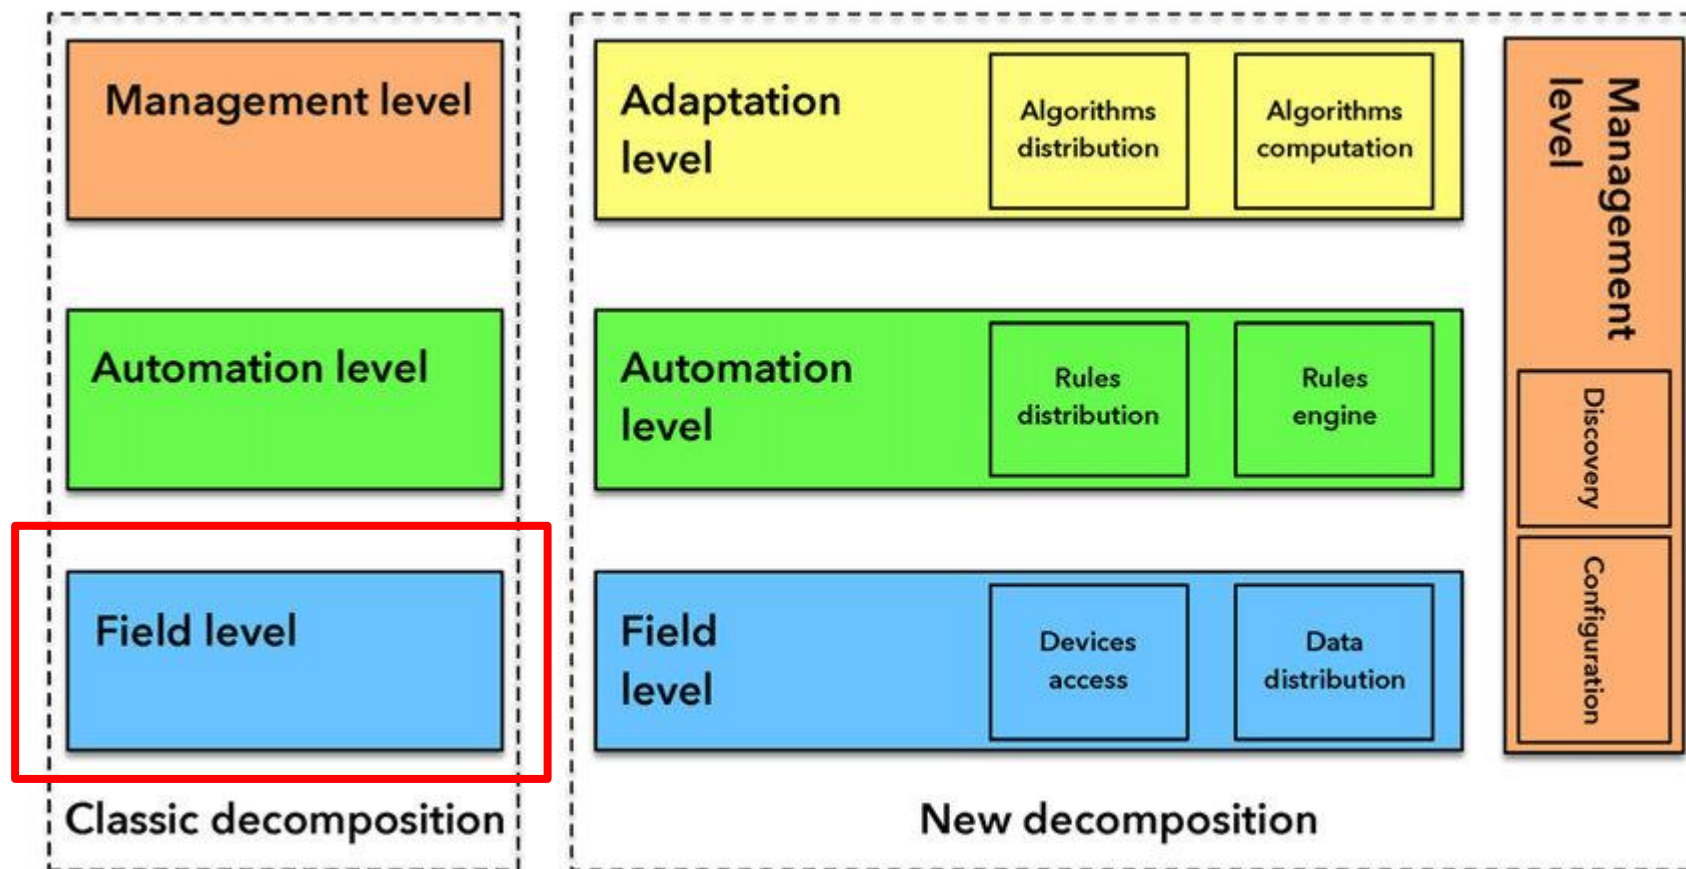 Management level
Automation level
Field level
Classic decomposition
Adaptation
level
Algorithms
distribution
Algorithms
computation
Automation
level
Rules
distribution
Rules
engine
Field
level
Devices
access
Data
distribution
Management
level
Discovery
Configuration
New decomposition